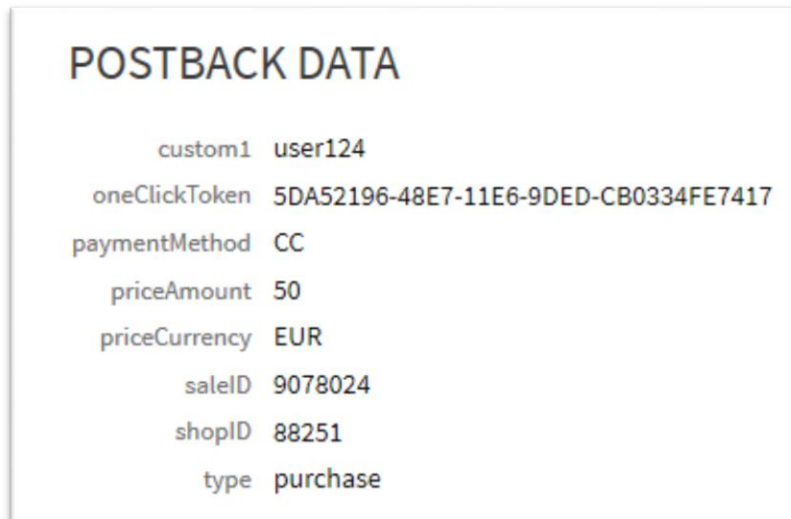 POSTBACK DATA
custom1 user124
oneClickToken 5DA52196-48E7-11E6-9DED-CB0334FE7417
paymentMethod CC
priceAmount 50
priceCurrency EUR
saleID 9078024
shopID 88251
type purchase